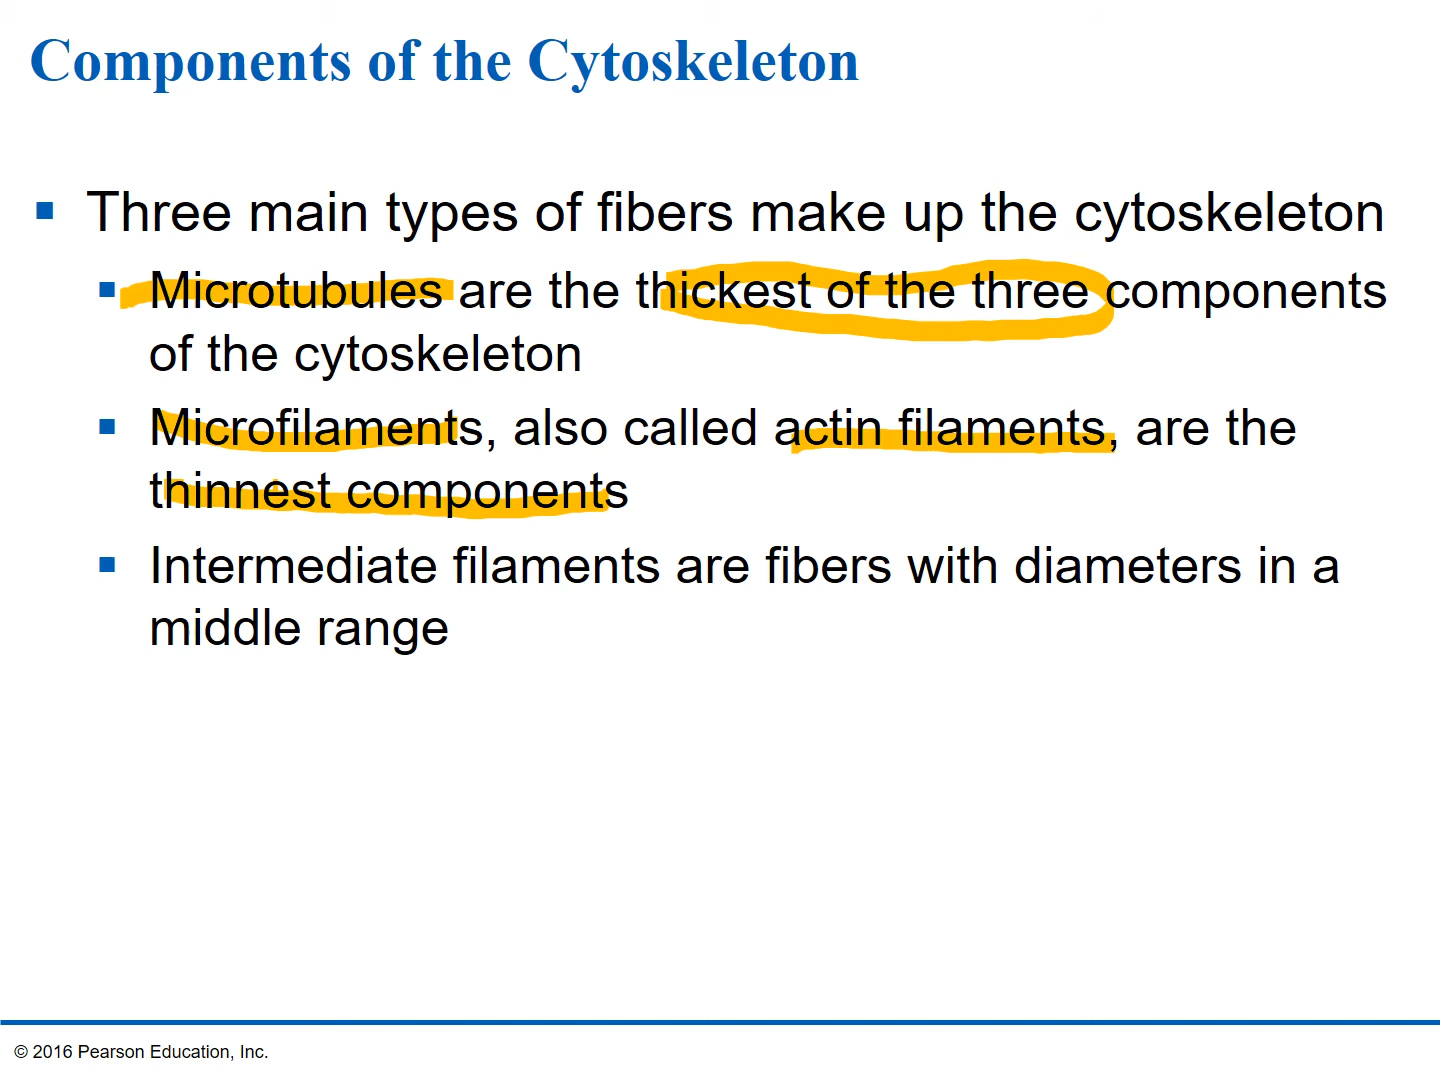 Components of the Cytoskeleton
Three main types of fibers make up the cytoskeleton
Microtubules are the thickest of the three components
of the cytoskeleton
Microfilaments, also called actin filaments, are the
thinnest components
Intermediate filaments are fibers with diameters in a
middle range
© 2016 Pearson Education, Inc.